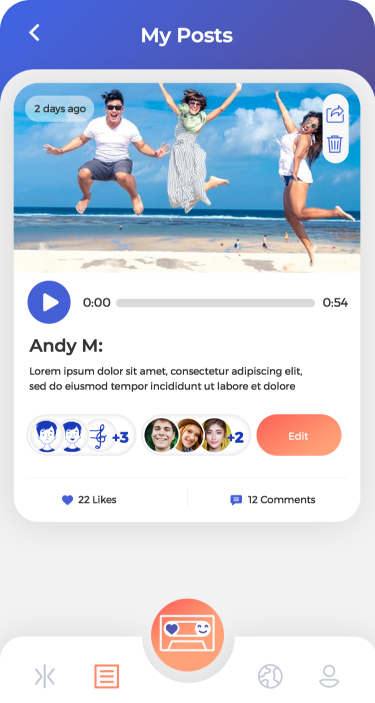 My Posts
2 days ago
0:00
0:54
Andy M:
Lorem ipsum dolor sit amet, consectetur adipiscing elit,
sed do eiusmod tempor incididunt ut labore et dolore
+3
+2
Edit
22 Likes
12 Comments